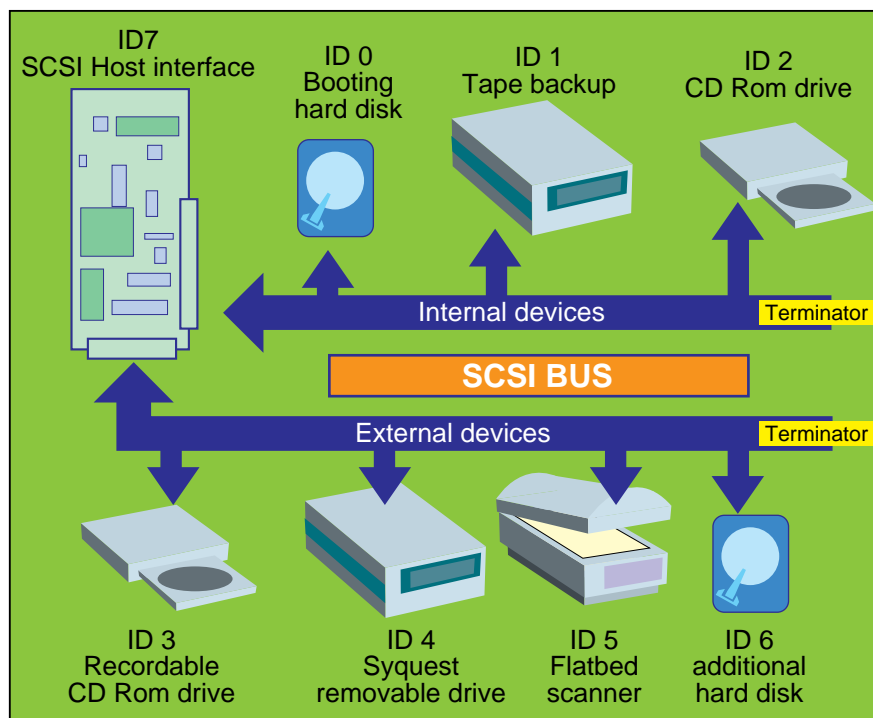 ID7
SCSI Host interface
ID 0
Booting
hard disk
ID 1
Tape backup
ID 2
CD Rom drive
Internal devices
Terminator
SCSI BUS
External devices
Terminator
ID 3
Recordable
CD Rom drive
ID 4
Syquest
removable drive
ID 5
Flatbed
scanner
ID 6
additional
hard disk